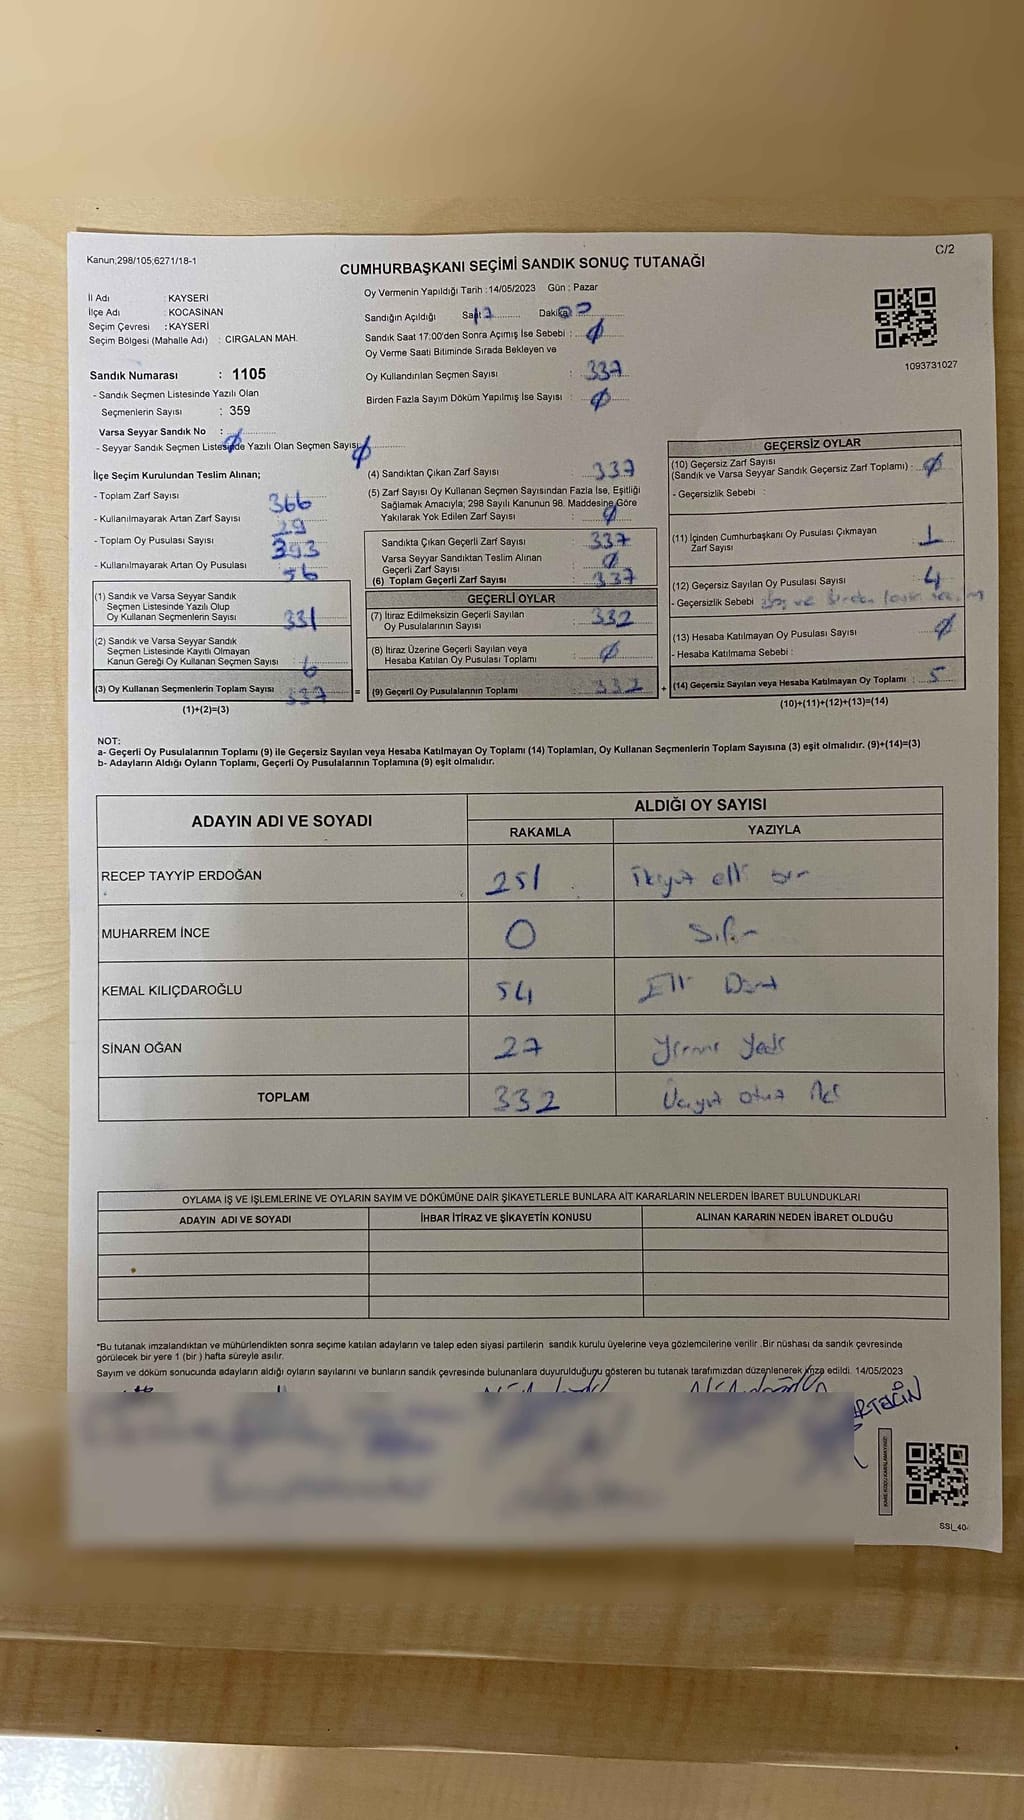 C/2
Kanun,298/105,6271/18-1
CUMHURBAŞKANI SEÇİMİ SANDIK SONUÇ TUTANAĞI
İl Adı : KAYSERİ
İlçe Adı : KOCASİNAN
Seçim Çevresi : KAYSERİ
Seçim Bölgesi (Mahalle Adı) : CIRGALAN MAH.
Sandık Numarası : 1105
- Sandık Seçmen Listesinde Yazılı Olan
Seçmenlerin Sayısı : 359
Varsa Seyyar Sandık No : Ø
- Seyyar Sandık Seçmen Listesinde Yazılı Olan Seçmen Sayısı Ø
Oy Vermenin Yapıldığı Tarih :14/05/2023 Gün : Pazar
Sandığın Açıldığı Saat 17 Dakika
Sandık Saat 17:00'den Sonra Açımış İse Sebebi : Ø
Oy Verme Saati Bitiminde Sırada Bekleyen ve
Oy Kullandırılan Seçmen Sayısı : 337
Birden Fazla Sayım Döküm Yapılmış İse Sayısı : Ø
1093731027
İlçe Seçim Kurulundan Teslim Alınan;
- Toplam Zarf Sayısı 366
- Kullanılmayarak Artan Zarf Sayısı 29
- Toplam Oy Pusulası Sayısı 393
- Kullanılmayarak Artan Oy Pusulası 56
(1) Sandık ve Varsa Seyyar Sandık
Seçmen Listesinde Yazılı Olup
Oy Kullanan Seçmenlerin Sayısı 331
(2) Sandık ve Varsa Seyyar Sandık
Seçmen Listesinde Kayıtlı Olmayan
Kanun Gereği Oy Kullanan Seçmen Sayısı 6
(3) Oy Kullanan Seçmenlerin Toplam Sayısı 337 =
(1)+(2)=(3)
(4) Sandıktan Çıkan Zarf Sayısı 337
(5) Zarf Sayısı Oy Kullanan Seçmen Sayısından Fazla İse, Eşitliği
Sağlamak Amacıyla, 298 Sayılı Kanunun 98. Maddesine Göre
Yakılarak Yok Edilen Zarf Sayısı : Ø
Sandıkta Çıkan Geçerli Zarf Sayısı : 337
Varsa Seyyar Sandıktan Teslim Alınan
Geçerli Zarf Sayısı : Ø
(6) Toplam Geçerli Zarf Sayısı : 337
GEÇERLİ OYLAR
(7) İtiraz Edilmeksizin Geçerli Sayılan
Oy Pusulalarının Sayısı : 332
(8) İtiraz Üzerine Geçerli Sayılan veya
Hesaba Katılan Oy Pusulası Toplamı : Ø
(9) Geçerli Oy Pusulalarının Toplamı : 332 +
GEÇERSİZ OYLAR
(10) Geçersiz Zarf Sayısı
(Sandık ve Varsa Seyyar Sandık Geçersiz Zarf Toplamı) : Ø
- Geçersizlik Sebebi :
(11) İçinden Cumhurbaşkanı Oy Pusulası Çıkmayan
Zarf Sayısı : 1
(12) Geçersiz Sayılan Oy Pusulası Sayısı : 4
- Geçersizlik Sebebi ve birden
(13) Hesaba Katılmayan Oy Pusulası Sayısı : Ø
- Hesaba Katılmama Sebebi :
(14) Geçersiz Sayılan veya Hesaba Katılmayan Oy Toplamı : 5
(10)+(11)+(12)+(13)=(14)
NOT:
a- Geçerli Oy Pusulalarının Toplamı (9) ile Geçersiz Sayılan veya Hesaba Katılmayan Oy Toplamı (14) Toplamları, Oy Kullanan Seçmenlerin Toplam Sayısına (3) eşit olmalıdır. (9)+(14)=(3)
b- Adayların Aldığı Oyların Toplamı, Geçerli Oy Pusulalarının Toplamına (9) eşit olmalıdır.
ADAYIN ADI VE SOYADI ALDIĞI OY SAYISI
RAKAMLA YAZIYLA
RECEP TAYYİP ERDOĞAN 251 İkiyüz elli bir
MUHARREM İNCE 0 Sıfır
KEMAL KILIÇDAROĞLU 54 Elli Dört
SİNAN OĞAN 27 Yirmi Yedi
TOPLAM 332 Üçyüz otuz iki
OYLAMA İŞ VE İŞLEMLERİNE VE OYLARIN SAYIM VE DÖKÜMÜNE DAİR ŞİKAYETLERLE BUNLARA AİT KARARLARIN NELERDEN İBARET BULUNDUKLARI
ADAYIN ADI VE SOYADI İHBAR İTİRAZ VE ŞİKAYETİN KONUSU ALINAN KARARIN NEDEN İBARET OLDUĞU
*Bu tutanak imzalandıktan ve mühürlendikten sonra seçime katılan adayların ve talep eden siyasi partilerin sandık kurulu üyelerine veya gözlemcilerine verilir .Bir nüshası da sandık çevresinde
görülecek bir yere 1 (bir ) hafta süreyle asılır.
Sayım ve döküm sonucunda adayların aldığı oyların sayılarını ve bunların sandık çevresinde bulunanlara duyurulduğunu gösteren bu tutanak tarafımızdan düzenlenerek imza edildi. 14/05/2023
SSI_40